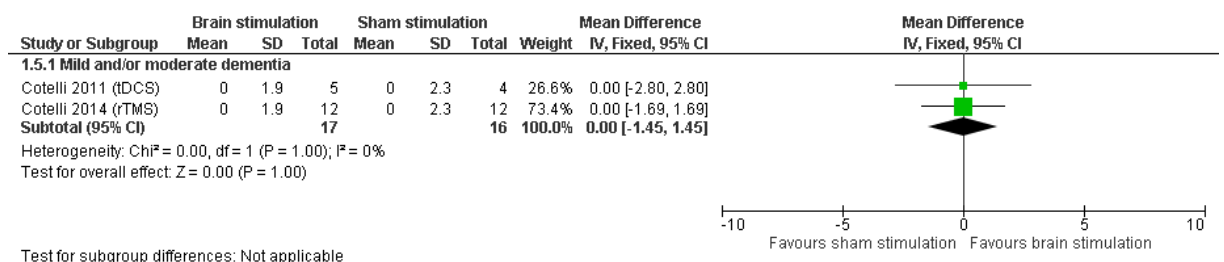 Brain stimulation Sham stimulation Mean Difference Mean Difference
Study or Subgroup Mean SD Total Mean SD Total Weight IV, Fixed, 95% CI IV, Fixed, 95% CI
1.5.1 Mild and/or moderate dementia
Cotelli 2011 (tDCS) 0 1.9 5 0 2.3 4 26.6% 0.00 [-2.80, 2.80]
Cotelli 2014 (rTMS) 0 1.9 12 0 2.3 12 73.4% 0.00 [-1.69, 1.69]
Subtotal (95% CI) 17 16 100.0% 0.00 [-1.45, 1.45]
Heterogeneity: Chi² = 0.00, df = 1 (P = 1.00); I² = 0%
Test for overall effect: Z = 0.00 (P = 1.00)
-10 -5 0 5 10
Favours sham stimulation Favours brain stimulation
Test for subgroup differences: Not applicable